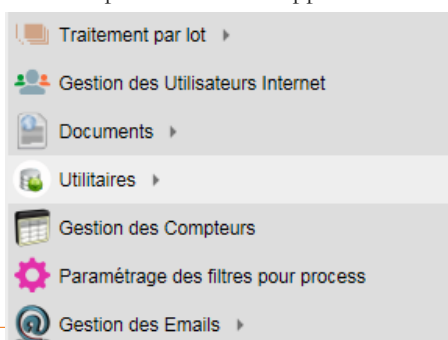 Traitement par lot
Gestion des Utilisateurs Internet
Documents
Utilitaires
Gestion des Compteurs
Paramétrage des filtres pour process
Gestion des Emails